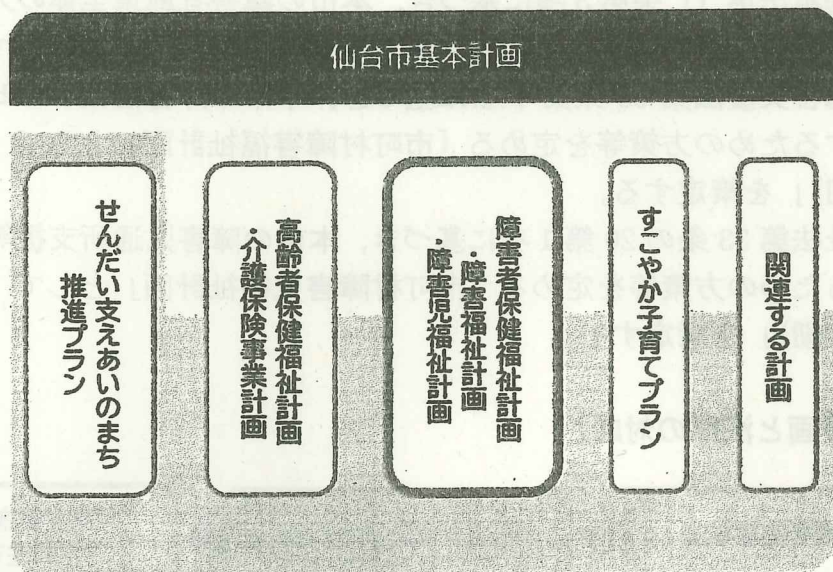 仙台市基本計画
せんだい支えあいのまち
推進プラン
高齢者保健福祉計画
介護保険事業計画
障害者保健福祉計画
・障害福祉計画
・障害児福祉計画
すこやか子育てプラン
関連する計画